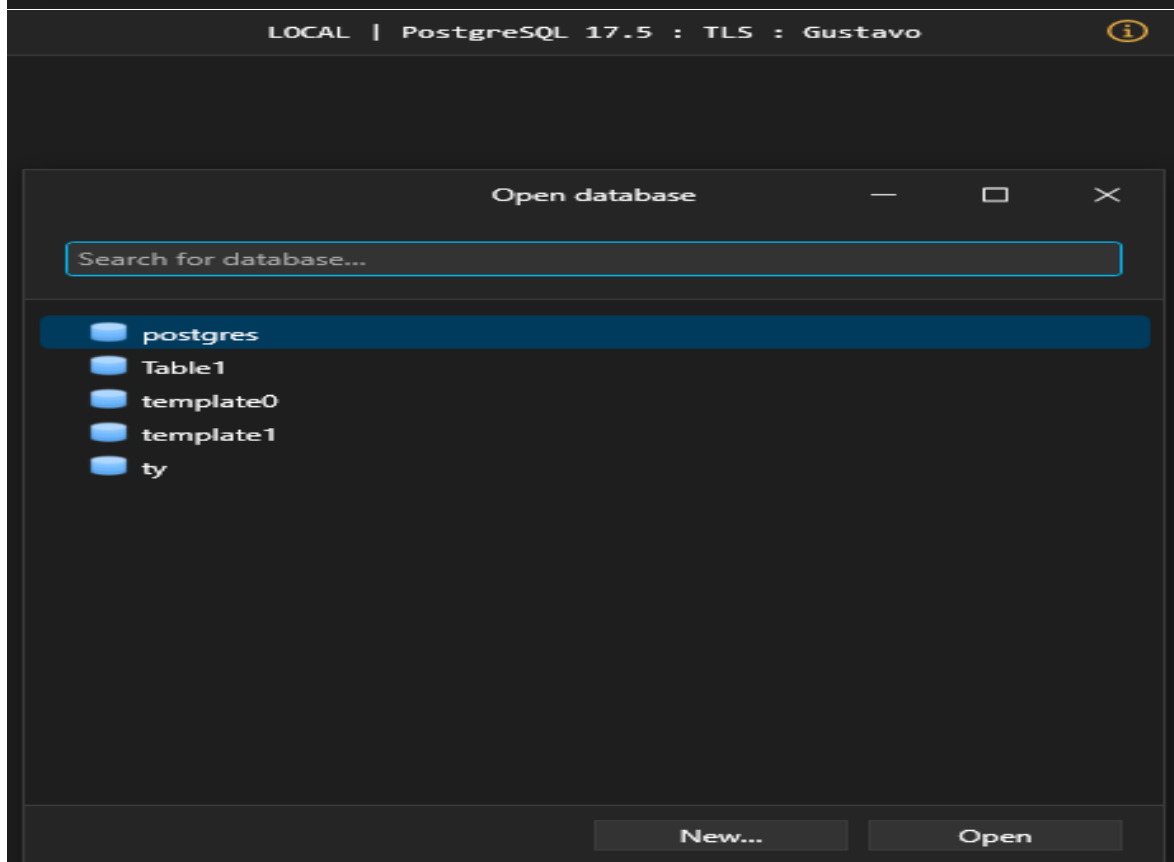 LOCAL | PostgreSQL 17.5 : TLS : Gustavo
Open database
Search for database...
postgres
Table1
template0
template1
ty
New... Open